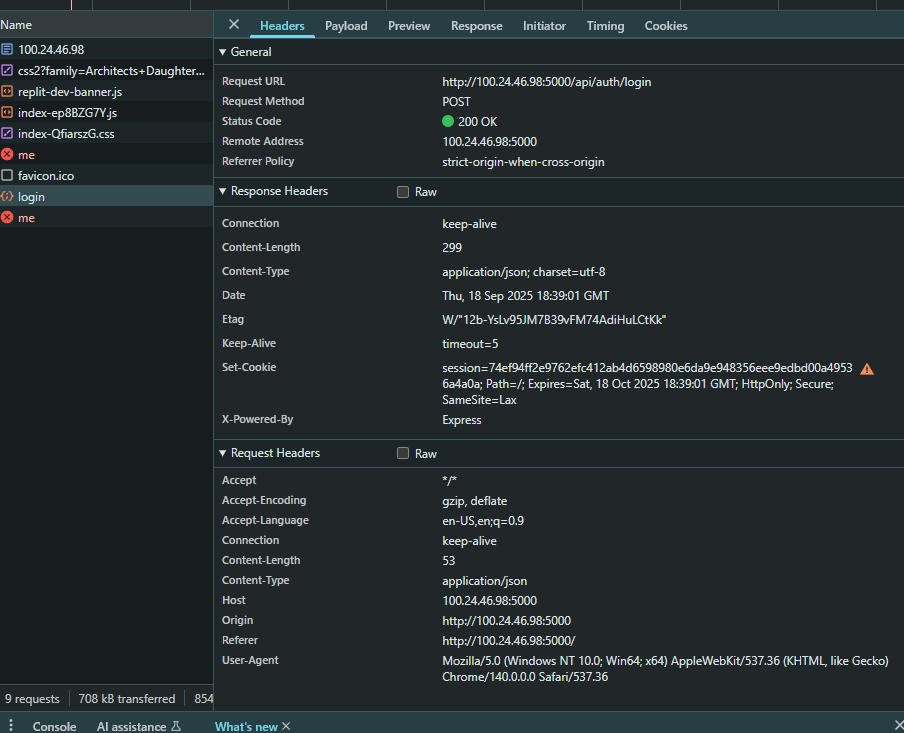 Name
100.24.46.98
css2?family=Architects+Daughter...
replit-dev-banner.js
index-ep8BZG7Y.js
index-QfiarszG.css
me
favicon.ico
login
me
9 requests 708 kB transferred 854
Headers Payload Preview Response Initiator Timing Cookies
General
Request URL http://100.24.46.98:5000/api/auth/login
Request Method POST
Status Code 200 OK
Remote Address 100.24.46.98:5000
Referrer Policy strict-origin-when-cross-origin
Response Headers Raw
Connection keep-alive
Content-Length 299
Content-Type application/json; charset=utf-8
Date Thu, 18 Sep 2025 18:39:01 GMT
Etag W/"12b-YsLv95JM7B39vFM74AdiHuLCtKk"
Keep-Alive timeout=5
Set-Cookie session=74ef94ff2e9762efc412ab4d6598980e6da9e948356eee9edbd00a4953
6a4a0a; Path=/; Expires=Sat, 18 Oct 2025 18:39:01 GMT; HttpOnly; Secure;
SameSite=Lax
X-Powered-By Express
Request Headers Raw
Accept */*
Accept-Encoding gzip, deflate
Accept-Language en-US,en;q=0.9
Connection keep-alive
Content-Length 53
Content-Type application/json
Host 100.24.46.98:5000
Origin http://100.24.46.98:5000
Referer http://100.24.46.98:5000/
User-Agent Mozilla/5.0 (Windows NT 10.0; Win64; x64) AppleWebKit/537.36 (KHTML, like Gecko)
Chrome/140.0.0.0 Safari/537.36
Console AI assistance What's new